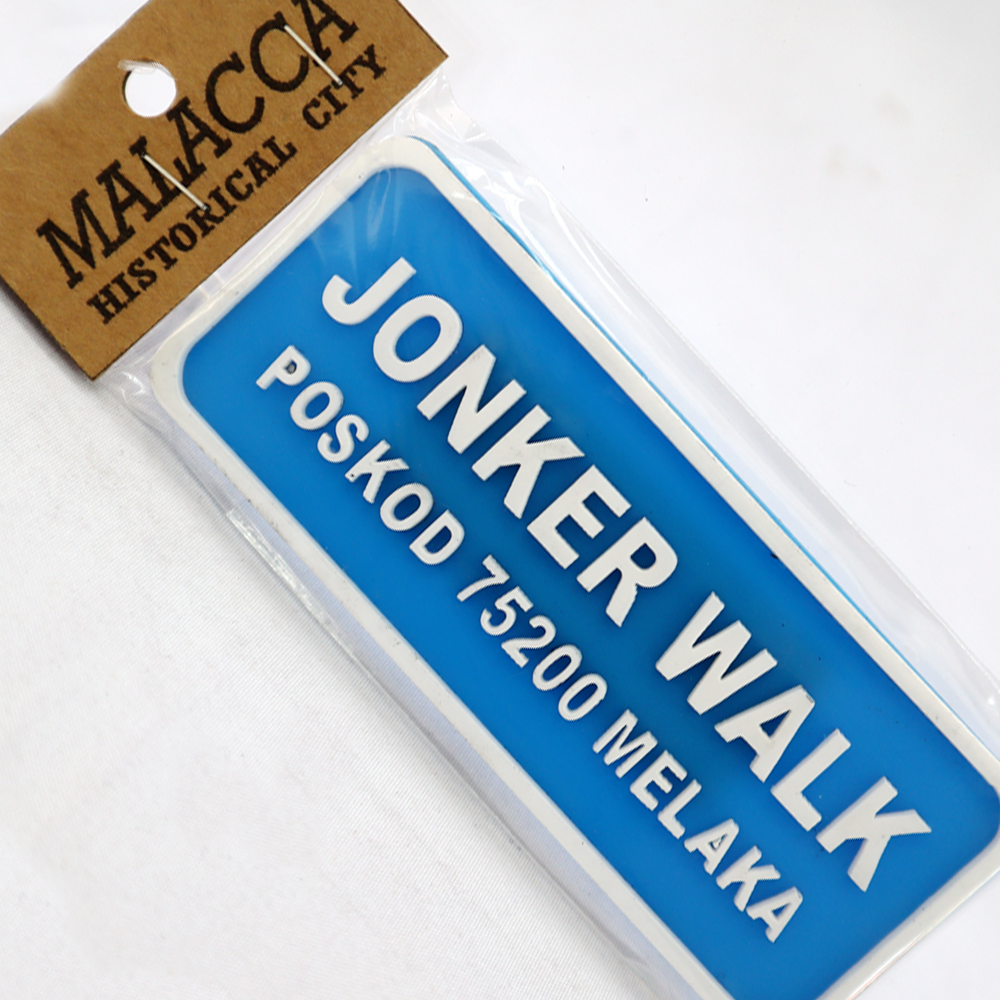 MALACCA
HISTORICAL CITY
JONKER WALK
POSKOD 75200 MELAKA